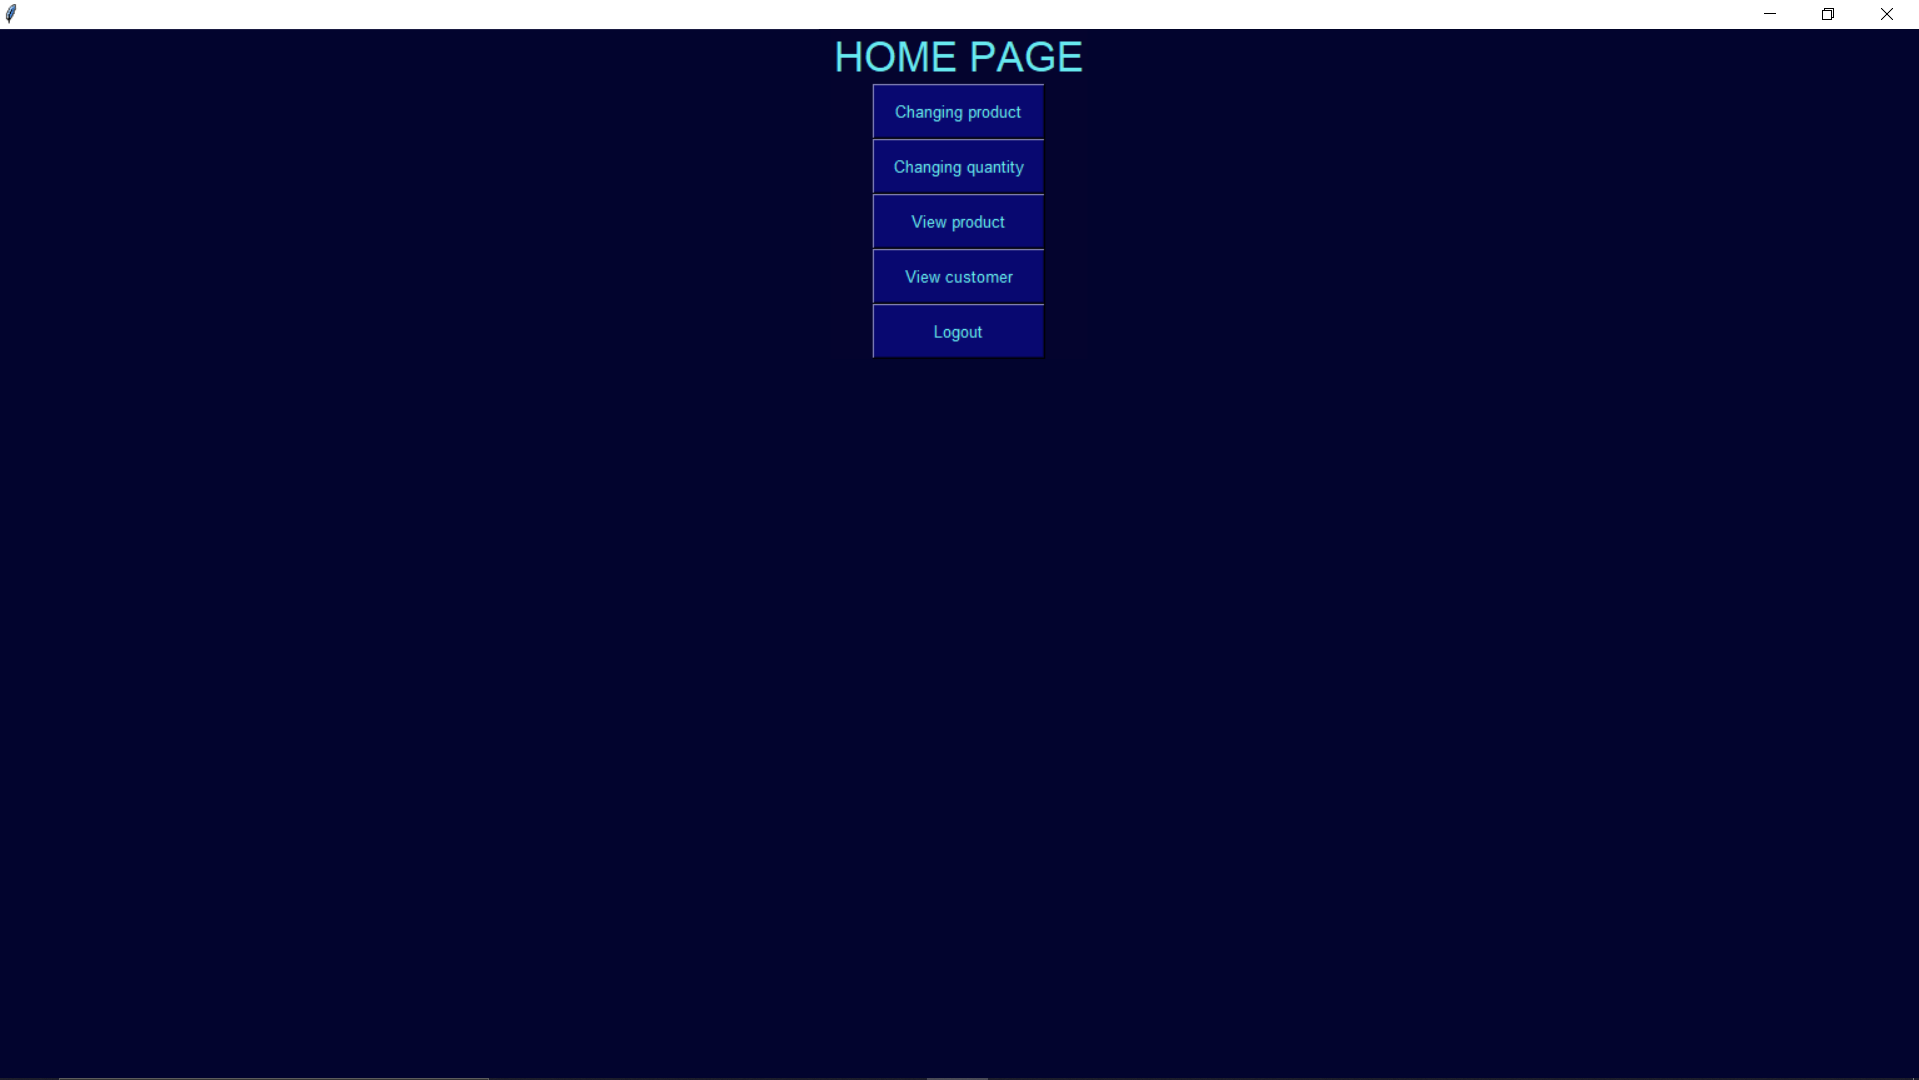 HOME PAGE
Changing product
Changing quantity
View product
View customer
Logout